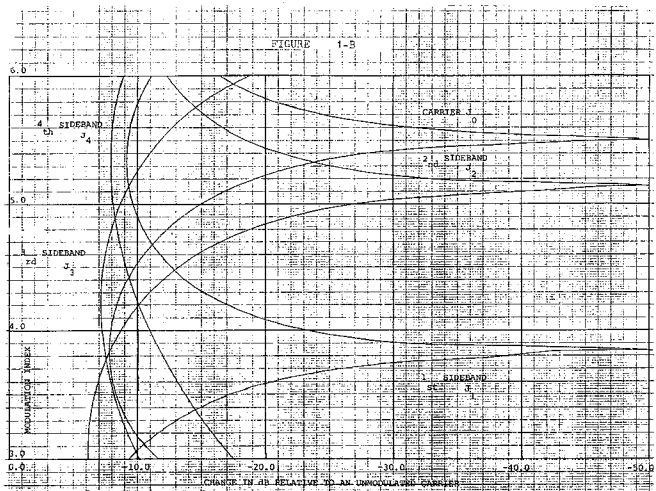 FIGURE 1-B
6.0
CARRIER J0
4th SIDEBAND J4
2nd SIDEBAND J2
5.0
3rd SIDEBAND J3
4.0
MODULATION INDEX
1st SIDEBAND J1
3.0
0.0 -10.0 -20.0 -30.0 -40.0 -50.0
CHANGE IN dB RELATIVE TO AN UNMODULATED CARRIER